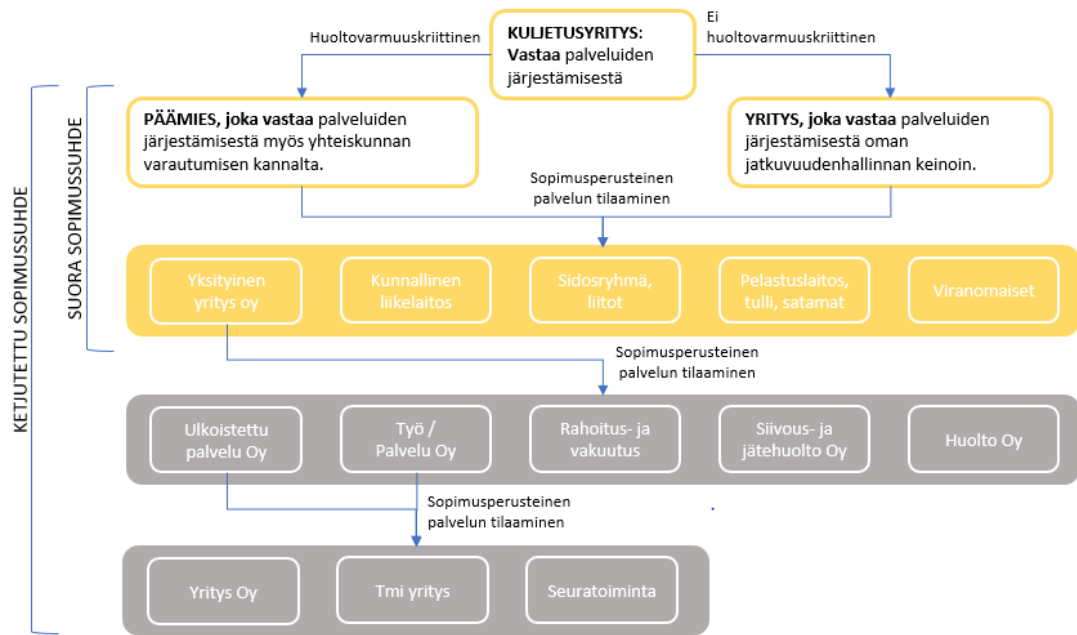 Huoltovarmuuskriittinen
KULJETUSYRITYS:
Vastaa palveluiden
järjestämisestä
Ei
huoltovarmuuskriittinen
KETJUTETTU SOPIMUSSUHDE
SUORA SOPIMUSSUHDE
PÄÄMIES, joka vastaa palveluiden
järjestämisestä myös yhteiskunnan
varautumisen kannalta.
YRITYS, joka vastaa palveluiden
järjestämisestä oman
jatkuvuudenhallinnan keinoin.
Sopimusperusteinen
palvelun tilaaminen
Yksityinen
yritys oy
Kunnallinen
liikelaitos
Sidosryhmä,
liitot
Pelastuslaitos,
tulli, satamat
Viranomaiset
Sopimusperusteinen
palvelun tilaaminen
Ulkoistettu
palvelu Oy
Työ /
Palvelu Oy
Rahoitus- ja
vakuutus
Siivous- ja
jätehuolto Oy
Huolto Oy
Sopimusperusteinen
palvelun tilaaminen
Yritys Oy
Tmi yritys
Seuratoiminta